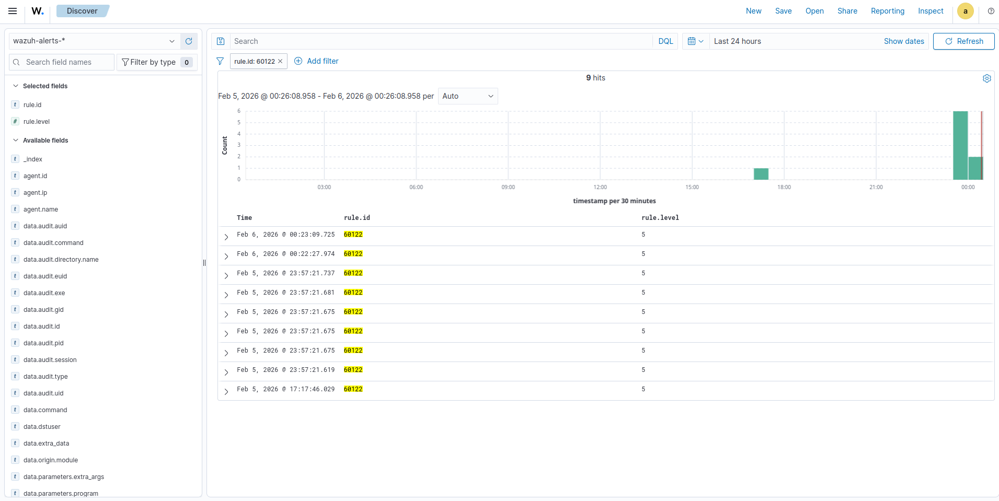 W. Discover New Save Open Share Reporting Inspect a
wazuh-alerts-*
Search field names Filter by type 0
Selected fields
t rule.id
# rule.level
Available fields
t _index
t agent.id
t agent.ip
t agent.name
t data.audit.auid
t data.audit.command
t data.audit.directory.name
t data.audit.euid
t data.audit.exe
t data.audit.gid
t data.audit.id
t data.audit.pid
t data.audit.session
t data.audit.type
t data.audit.uid
t data.command
t data.dstuser
t data.extra_data
t data.origin.module
t data.parameters.extra_args
t data.parameters.program
Search DQL Last 24 hours Show dates Refresh
rule.id: 60122 × Add filter
9 hits
Feb 5, 2026 @ 00:26:08.958 - Feb 6, 2026 @ 00:26:08.958 per Auto
Count
6
5
4
3
2
1
0
03:00 06:00 09:00 12:00 15:00 18:00 21:00 00:00
timestamp per 30 minutes
Time rule.id rule.level
Feb 6, 2026 @ 00:23:09.725 60122 5
Feb 6, 2026 @ 00:22:27.974 60122 5
Feb 5, 2026 @ 23:57:21.737 60122 5
Feb 5, 2026 @ 23:57:21.681 60122 5
Feb 5, 2026 @ 23:57:21.675 60122 5
Feb 5, 2026 @ 23:57:21.675 60122 5
Feb 5, 2026 @ 23:57:21.675 60122 5
Feb 5, 2026 @ 23:57:21.619 60122 5
Feb 5, 2026 @ 17:17:46.029 60122 5